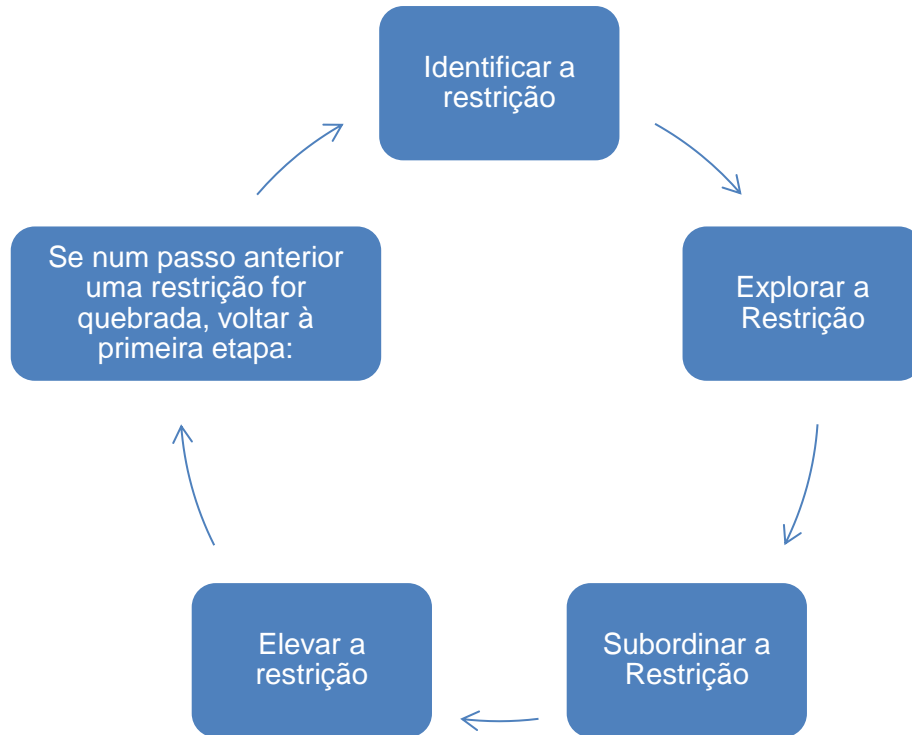 Identificar a
restrição
Explorar a
Restrição
Subordinar a
Restrição
Elevar a
restrição
Se num passo anterior
uma restrição for
quebrada, voltar à
primeira etapa: